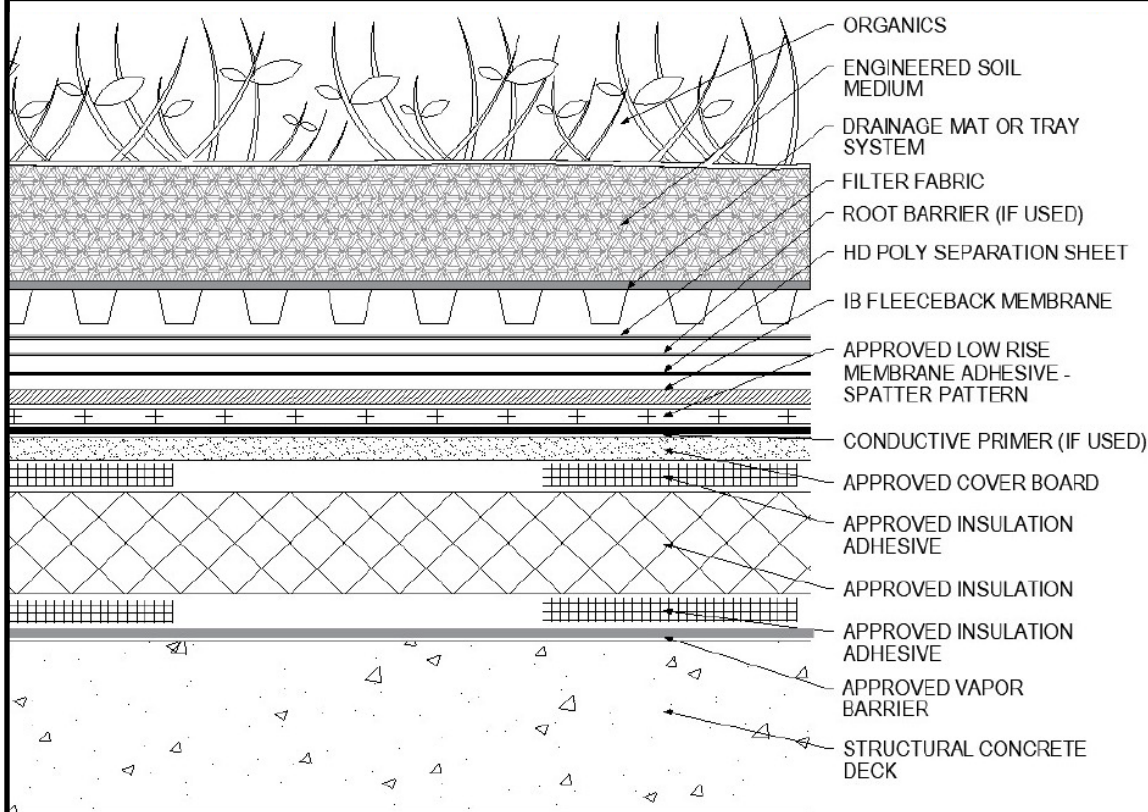 ORGANICS
ENGINEERED SOIL
MEDIUM
DRAINAGE MAT OR TRAY
SYSTEM
FILTER FABRIC
ROOT BARRIER (IF USED)
HD POLY SEPARATION SHEET
IB FLEECEBACK MEMBRANE
APPROVED LOW RISE
MEMBRANE ADHESIVE -
SPATTER PATTERN
CONDUCTIVE PRIMER (IF USED)
APPROVED COVER BOARD
APPROVED INSULATION
ADHESIVE
APPROVED INSULATION
APPROVED INSULATION
ADHESIVE
APPROVED VAPOR
BARRIER
STRUCTURAL CONCRETE
DECK